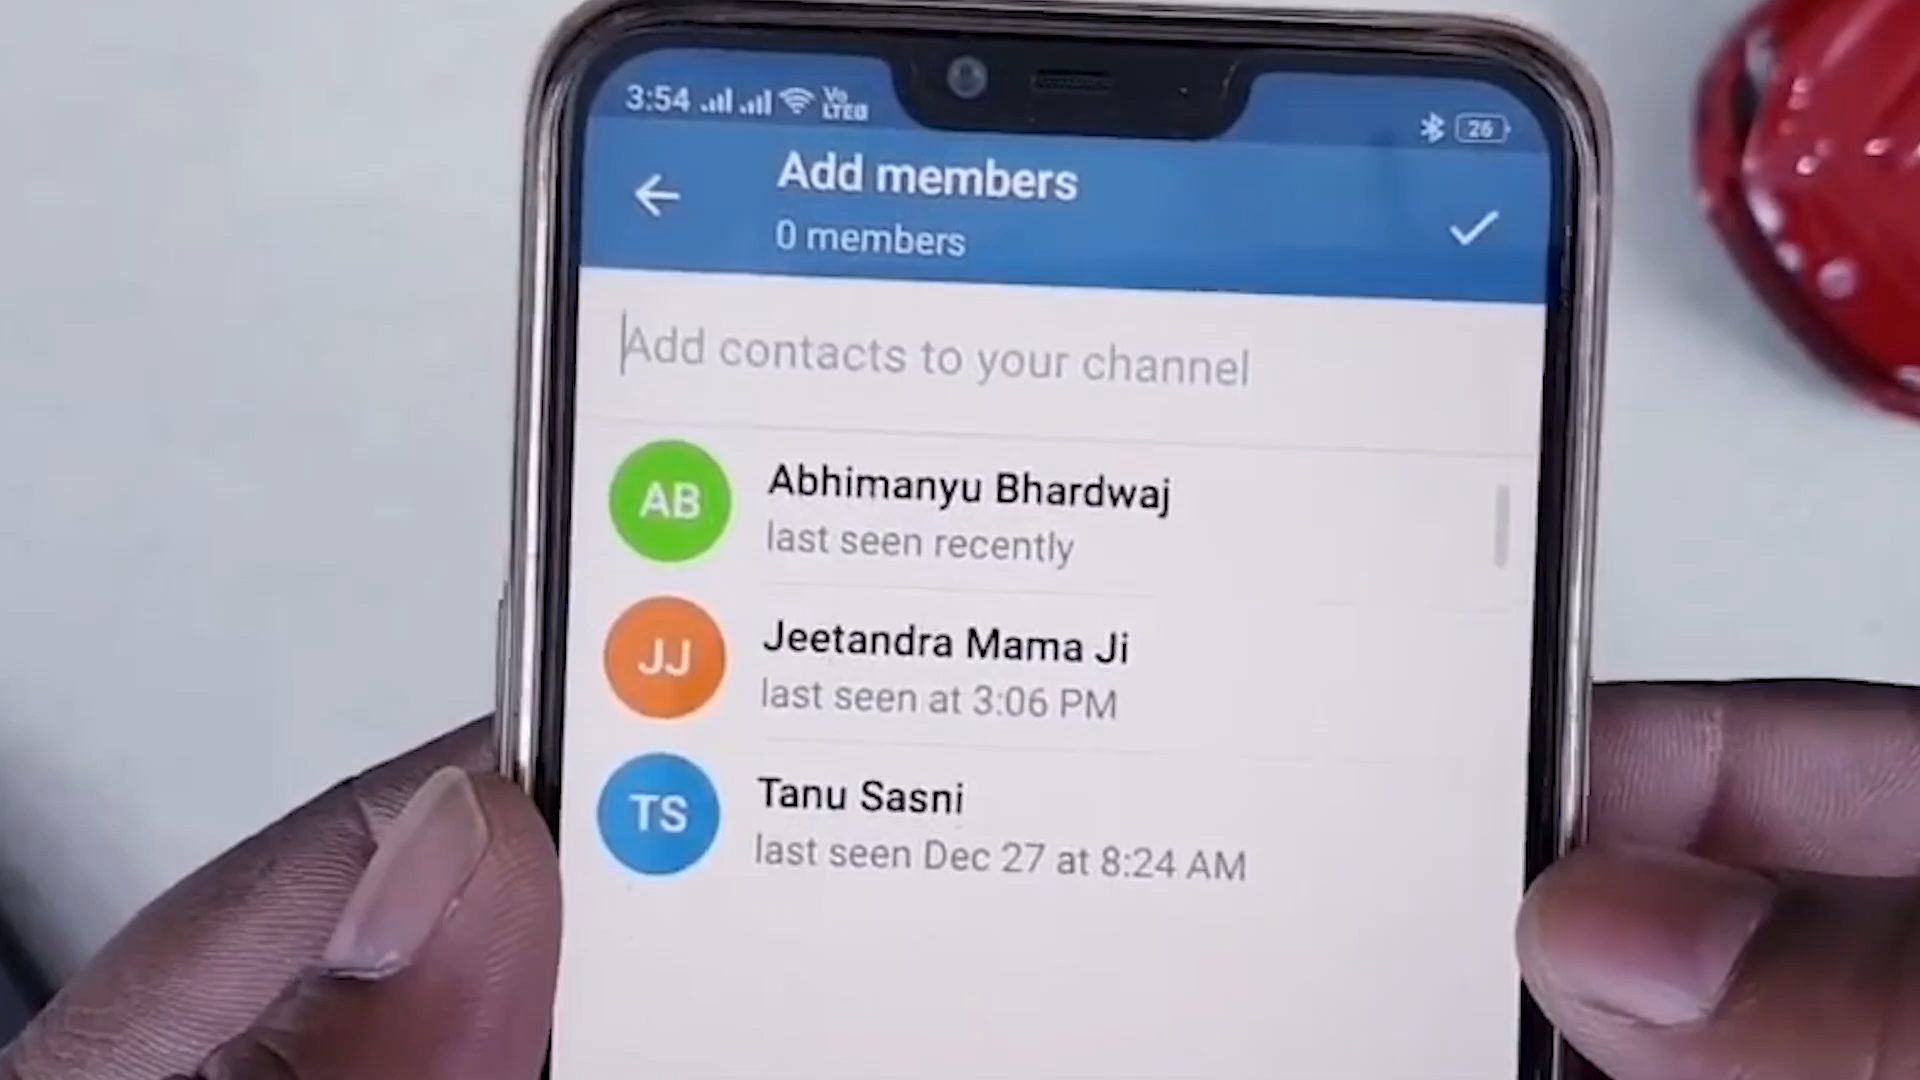 3:54 Vo LTE
26
Add members
0 members
Add contacts to your channel
AB Abhimanyu Bhardwaj
last seen recently
JJ Jeetandra Mama Ji
last seen at 3:06 PM
TS Tanu Sasni
last seen Dec 27 at 8:24 AM